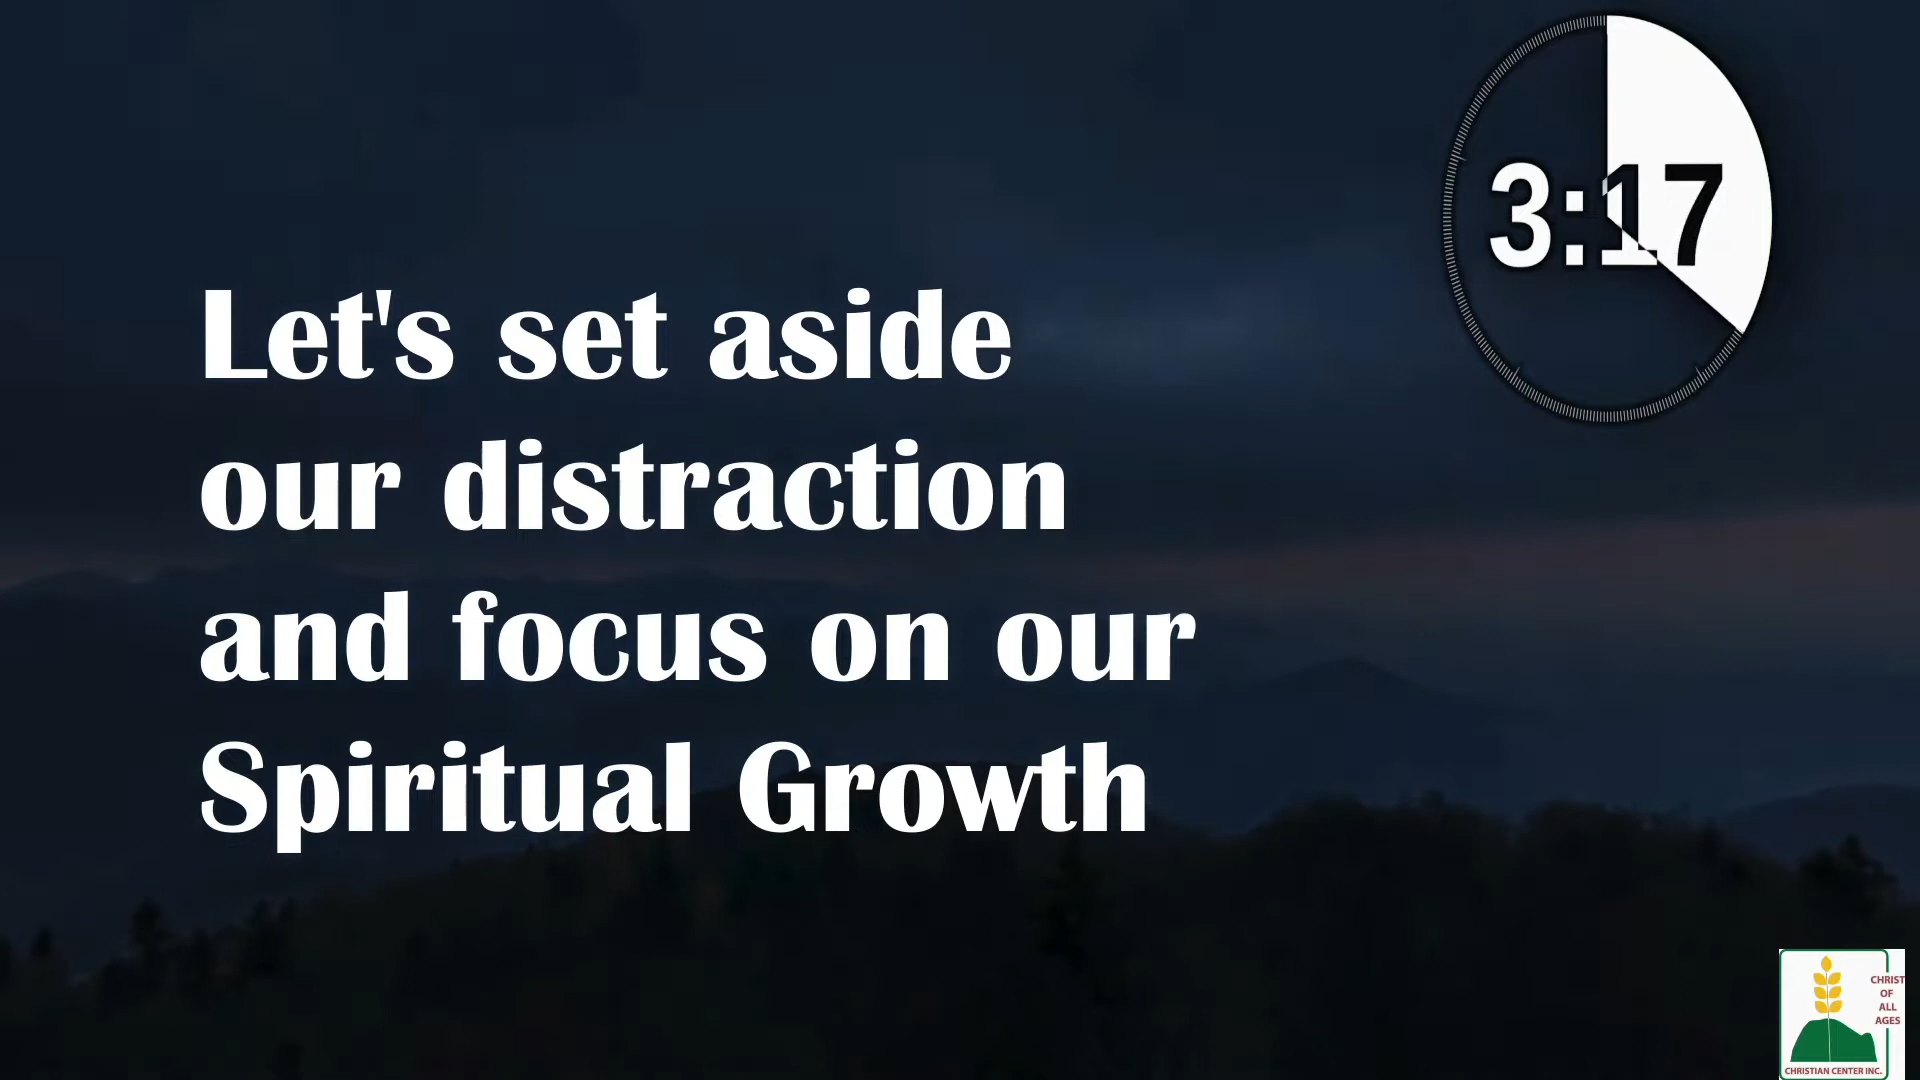 3:17
Let's set aside
our distraction
and focus on our
Spiritual Growth
CHRIST
OF
ALL
AGES
CHRISTIAN CENTER INC.